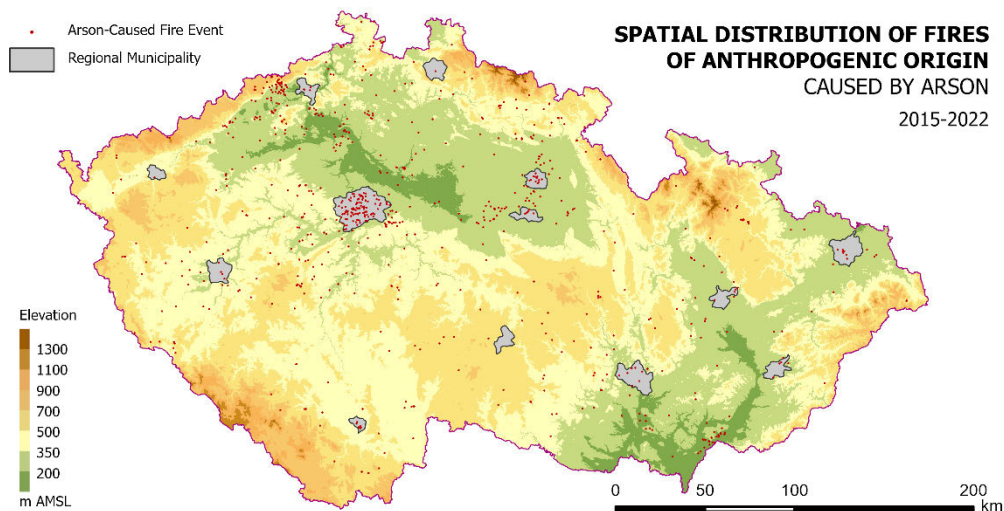 Arson-Caused Fire Event
Regional Municipality
SPATIAL DISTRIBUTION OF FIRES
OF ANTHROPOGENIC ORIGIN
CAUSED BY ARSON
2015-2022
Elevation
1300
1100
900
700
500
350
200
m AMSL
0 50 100 200
km